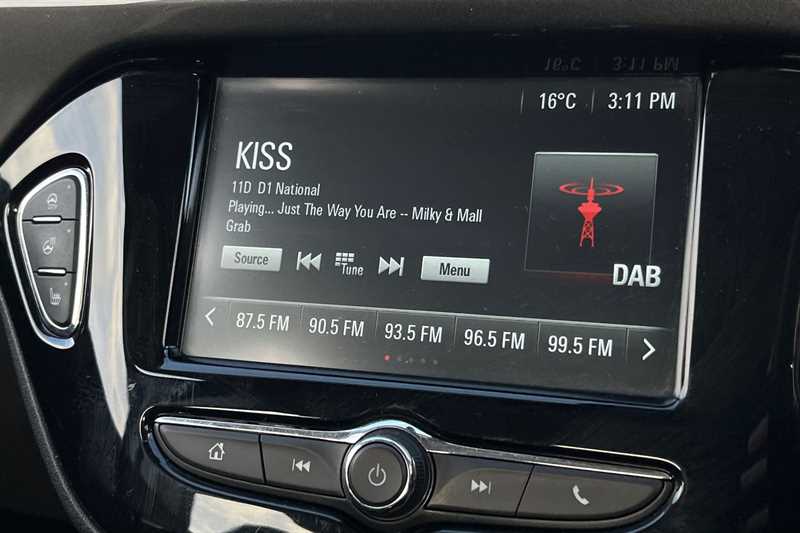 16°C 3:11 PM
KISS
11D D1 National
Playing... Just The Way You Are -- Milky & Mall
Grab
DAB
Source Tune Menu
87.5 FM 90.5 FM 93.5 FM 96.5 FM 99.5 FM